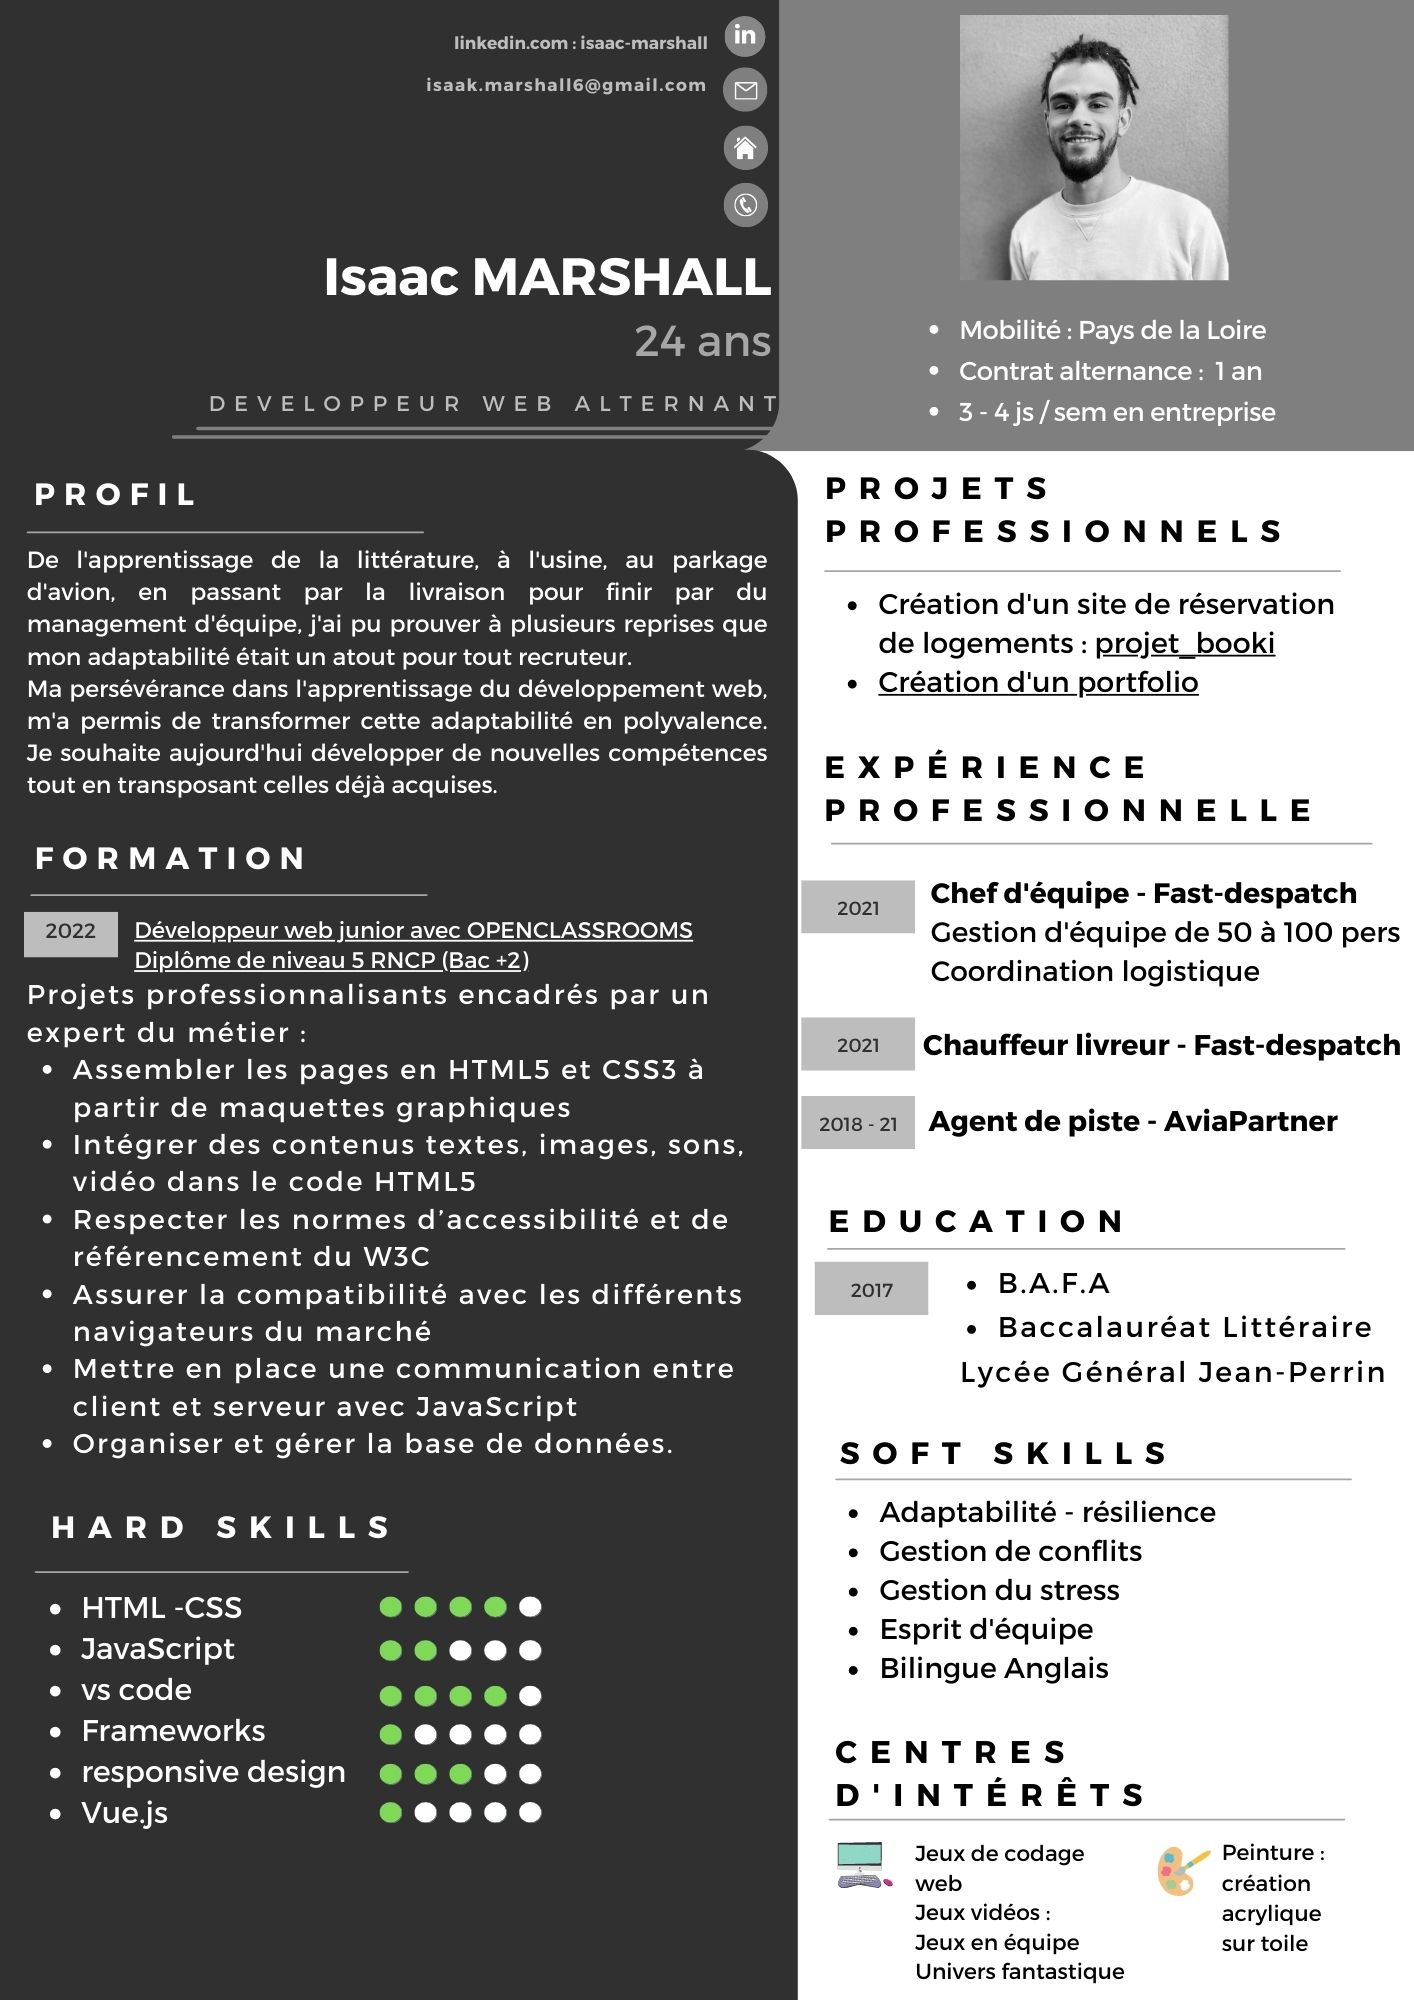 linkedin.com : isaac-marshall
isaak.marshall6@gmail.com
Isaac MARSHALL
24 ans
DEVELOPPEUR WEB ALTERNANT
Mobilité : Pays de la Loire
Contrat alternance : 1 an
3 - 4 js / sem en entreprise
PROFIL
De l'apprentissage de la littérature, à l'usine, au parkage
d'avion, en passant par la livraison pour finir par du
management d'équipe, j'ai pu prouver à plusieurs reprises que
mon adaptabilité était un atout pour tout recruteur.
Ma persévérance dans l'apprentissage du développement web,
m'a permis de transformer cette adaptabilité en polyvalence.
Je souhaite aujourd'hui développer de nouvelles compétences
tout en transposant celles déjà acquises.
FORMATION
2022
Développeur web junior avec OPENCLASSROOMS
Diplôme de niveau 5 RNCP (Bac +2)
Projets professionnalisants encadrés par un
expert du métier :
• Assembler les pages en HTML5 et CSS3 à
partir de maquettes graphiques
• Intégrer des contenus textes, images, sons,
vidéo dans le code HTML5
• Respecter les normes d’accessibilité et de
référencement du W3C
• Assurer la compatibilité avec les différents
navigateurs du marché
• Mettre en place une communication entre
client et serveur avec JavaScript
• Organiser et gérer la base de données.
HARD SKILLS
• HTML -CSS
• JavaScript
• vs code
• Frameworks
• responsive design
• Vue.js
PROJETS
PROFESSIONNELS
• Création d'un site de réservation
de logements : projet_booki
• Création d'un portfolio
EXPÉRIENCE
PROFESSIONNELLE
2021
Chef d'équipe - Fast-despatch
Gestion d'équipe de 50 à 100 pers
Coordination logistique
2021
Chauffeur livreur - Fast-despatch
2018 - 21
Agent de piste - AviaPartner
EDUCATION
2017
• B.A.F.A
• Baccalauréat Littéraire
Lycée Général Jean-Perrin
SOFT SKILLS
• Adaptabilité - résilience
• Gestion de conflits
• Gestion du stress
• Esprit d'équipe
• Bilingue Anglais
CENTRES
D'INTÉRÊTS
Jeux de codage
web
Jeux vidéos :
Jeux en équipe
Univers fantastique
Peinture :
création
acrylique
sur toile